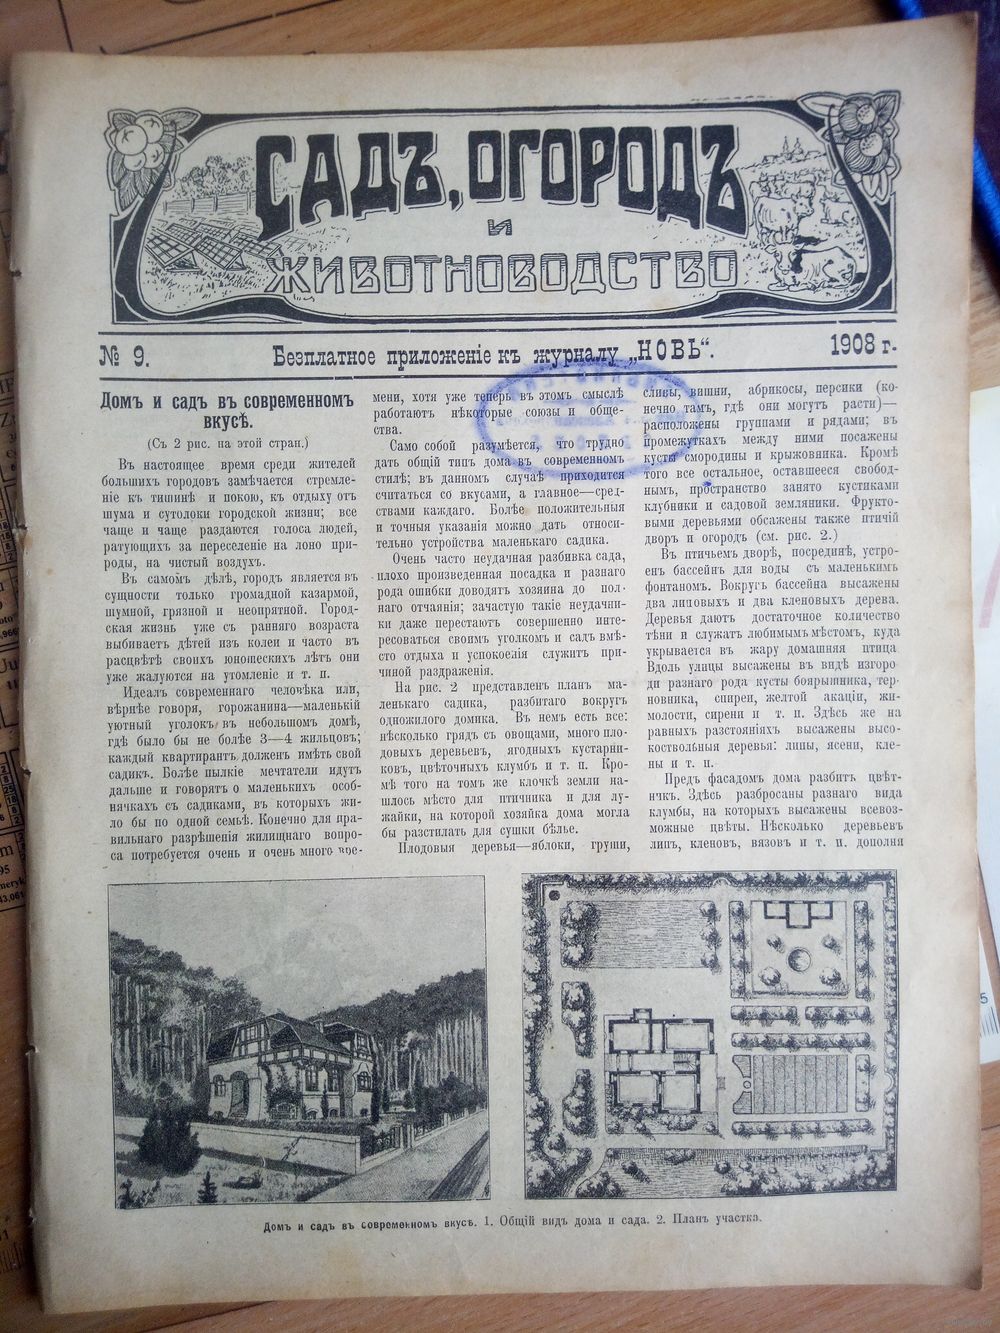 САДЪ, ОГОРОДЪ
И
ЖИВОТНОВОДСТВО
№ 9.
Безплатное приложеніе къ журналу „НОВЬ“.
1908 г.
Домъ и садъ въ современномъ
вкусѣ.
(Съ 2 рис. на этой стран.)
Въ настоящее время среди жителей
большихъ городовъ замѣчается стремле-
ніе къ тишинѣ и покою, къ отдыху отъ
шума и сутолоки городской жизни; все
чаще и чаще раздаются голоса людей,
ратующихъ за переселеніе на лоно при-
роды, на чистый воздухъ.
Въ самомъ дѣлѣ, городъ является въ
сущности только громадной казармой,
шумной, грязной и неопрятной. Город-
ская жизнь уже съ ранняго возраста
выбиваетъ дѣтей изъ колеи и часто въ
расцвѣтѣ своихъ юношескихъ лѣтъ они
уже жалуются на утомленіе и т. п.
Идеалъ современнаго человѣка или,
вѣрнѣе говоря, горожанина—маленькій
уютный уголокъ въ небольшомъ домѣ,
гдѣ было бы не болѣе 3—4 жильцовъ;
каждый квартирантъ долженъ имѣть свой
садикъ. Болѣе пылкіе мечтатели идутъ
дальше и говорятъ о маленькихъ особ-
нячкахъ съ садиками, въ которыхъ жи-
ло бы по одной семьѣ. Конечно для пра-
вильнаго разрѣшенія жилищнаго вопро-
са потребуется очень и очень много вре-
мени, хотя уже теперь въ этомъ смыслѣ
работаютъ нѣкоторые союзы и обще-
ства.
Само собой разумѣется, что трудно
дать общій типъ дома въ современномъ
стилѣ; въ данномъ случаѣ приходится
считаться со вкусами, а главное—сред-
ствами каждаго. Болѣе положительныя
и точныя указанія можно дать относи-
тельно устройства маленькаго садика.
Очень часто неудачная разбивка сада,
плохо произведенная посадка и разнаго
рода ошибки доводятъ хозяина до пол-
наго отчаянія; зачастую такіе неудачни-
ки даже перестаютъ совершенно инте-
ресоваться своимъ уголкомъ и садъ вмѣ-
сто отдыха и успокоенія служитъ при-
чиной раздраженія.
На рис. 2 представленъ планъ ма-
ленькаго садика, разбитаго вокругъ
одножилого домика. Въ немъ есть все:
нѣсколько грядъ съ овощами, много пло-
довыхъ деревьевъ, ягодныхъ кустарни-
ковъ, цвѣточныхъ клумбъ и т. п. Кро-
мѣ того на томъ же клочкѣ земли на-
шлось мѣсто для птичника и для лу-
жайки, на которой хозяйка дома могла
бы разстилать для сушки бѣлье.
Плодовыя деревья—яблоки, груши,
сливы, вишни, абрикосы, персики (ко-
нечно тамъ, гдѣ они могутъ расти)—
расположены группами и рядами; въ
промежуткахъ между ними посажены
кусты смородины и крыжовника. Кромѣ
того все остальное, оставшееся свобод-
нымъ, пространство занято кустиками
клубники и садовой земляники. Фрукто-
выми деревьями обсажены также птичій
дворъ и огородъ (см. рис. 2.)
Въ птичьемъ дворѣ, посрединѣ, устро-
енъ бассейнъ для воды съ маленькимъ
фонтаномъ. Вокругъ бассейна высажены
два липовыхъ и два кленовыхъ дерева.
Деревья даютъ достаточное количество
тѣни и служатъ любимымъ мѣстомъ, куда
укрывается въ жару домашняя птица
Вдоль улицы высажены въ видѣ изгоро
ди разнаго рода кусты боярышника, тер-
новника, спиреи, желтой акаціи, жи-
молости, сирени и т. п. Здѣсь же на
равныхъ разстояніяхъ высажены высо-
коствольныя деревья: липы, ясени, кле-
ны и т. п.
Предъ фасадомъ дома разбитъ цвѣт-
никъ. Здѣсь разбросаны разнаго вида
клумбы, на которыхъ высажены всевоз-
можные цвѣты. Нѣсколько деревьевъ
липъ, кленовъ, вязовъ и т. п. дополня
Домъ и садъ въ современномъ вкусѣ. 1. Общій видъ дома и сада. 2. Планъ участка.